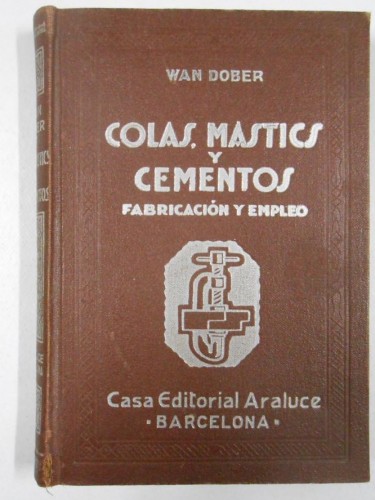 WAN DOBER
COLAS, MASTICS
Y
CEMENTOS
FABRICACIÓN Y EMPLEO
Casa Editorial Araluce
· BARCELONA ·